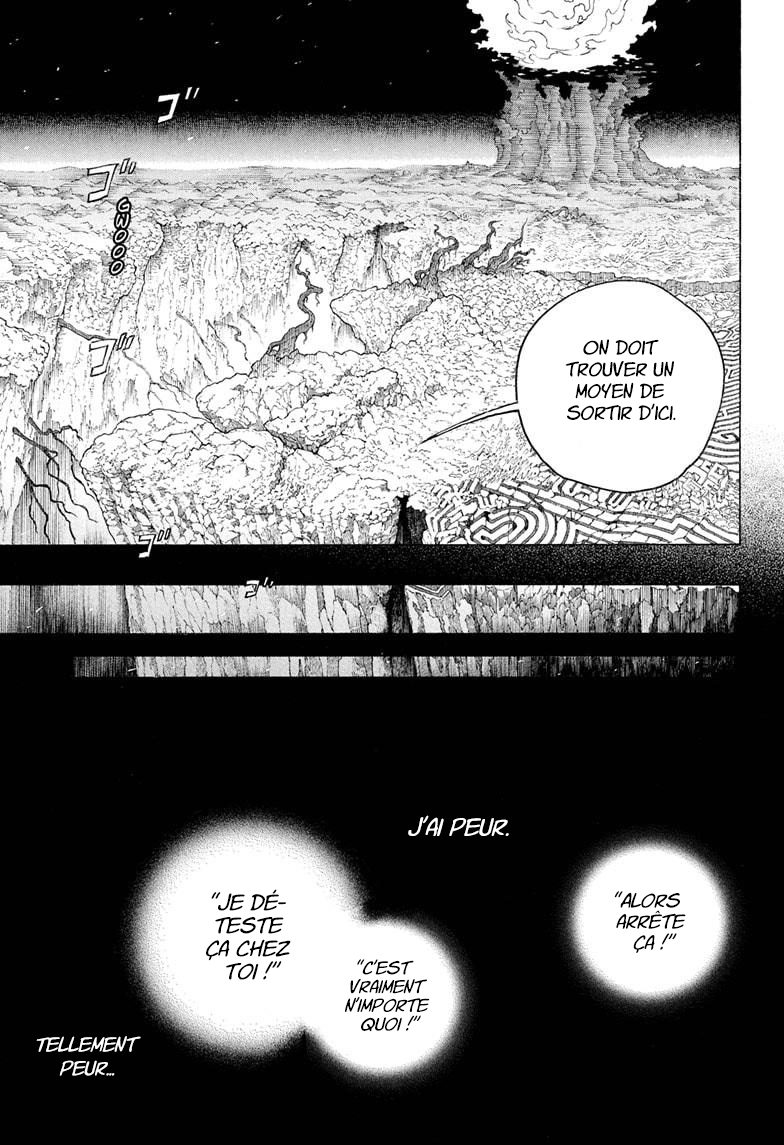 ゴ
ゴ
GWOOO
ゴ
ON DOIT
TROUVER UN
MOYEN DE
SORTIR D'ICI.
ゴ
ゴ
J'AI PEUR.
"ALORS
ARRÊTE
ÇA !"
"C'EST
VRAIMENT
N'IMPORTE
QUOI !"
"JE DÉ-
TESTE
ÇA CHEZ
TOI !"
TELLEMENT
PEUR...